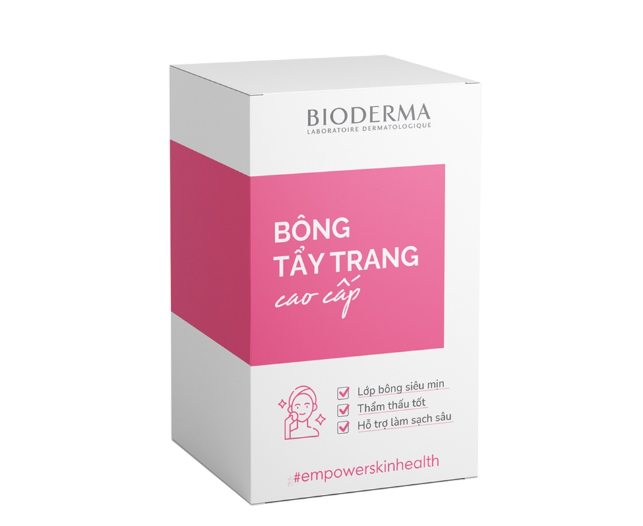 BIODERMA
LABORATOIRE DERMATOLOGIQUE
BÔNG
TẨY TRANG
cao cấp
Lớp bông siêu mịn
Thẩm thấu tốt
Hỗ trợ làm sạch sâu
#empowerskinhealth